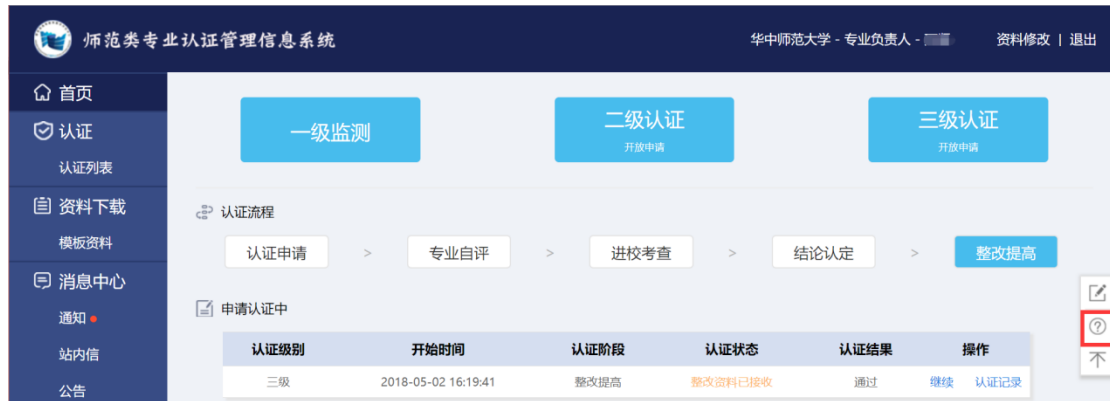 师范类专业认证管理信息系统
华中师范大学 - 专业负责人 -
资料修改 | 退出
首页
认证
认证列表
资料下载
模板资料
消息中心
通知
站内信
公告
一级监测
二级认证
开放申请
三级认证
开放申请
认证流程
认证申请 > 专业自评 > 进校考查 > 结论认定 > 整改提高
申请认证中
认证级别 开始时间 认证阶段 认证状态 认证结果 操作
三级 2018-05-02 16:19:41 整改提高 整改资料已接收 通过 继续 认证记录